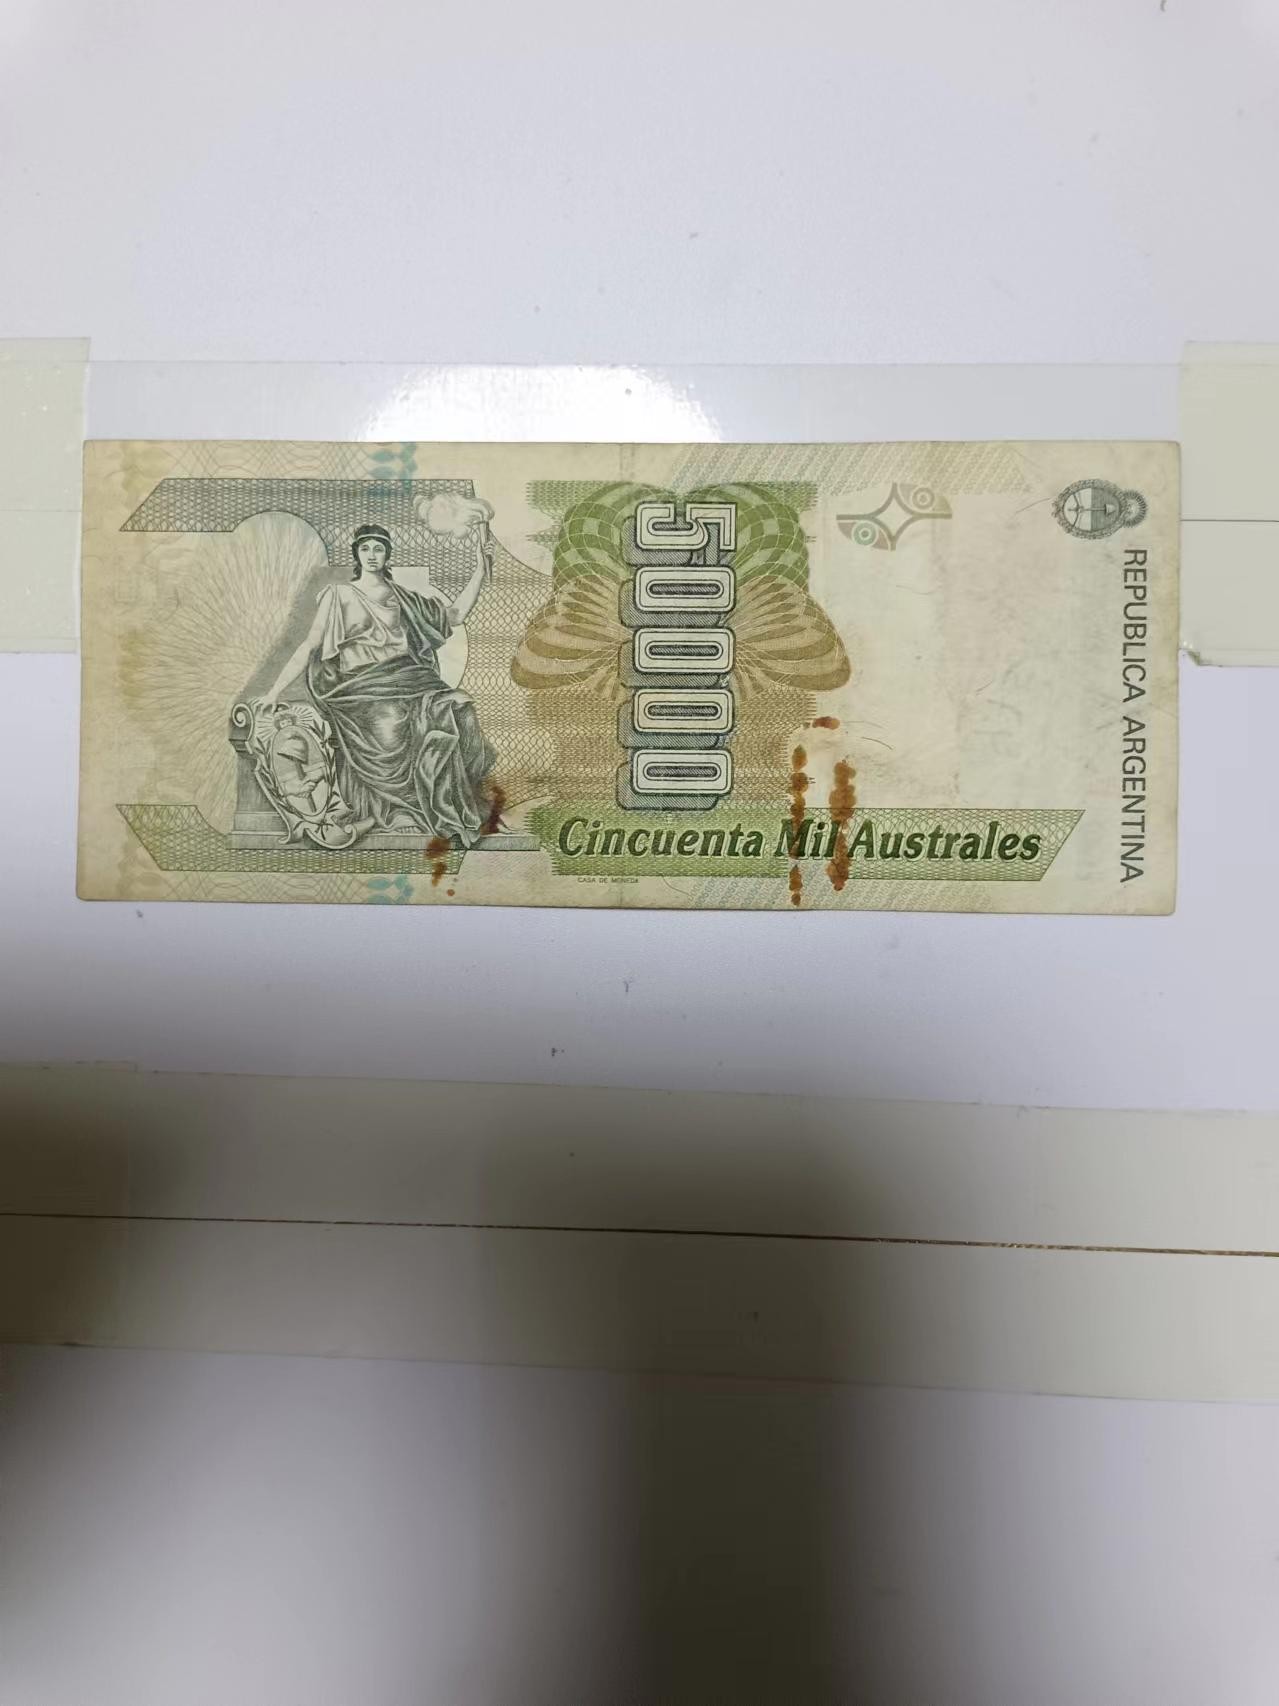 50000
REPUBLICA ARGENTINA
Cincuenta Mil Australes
CASA DE MONEDA